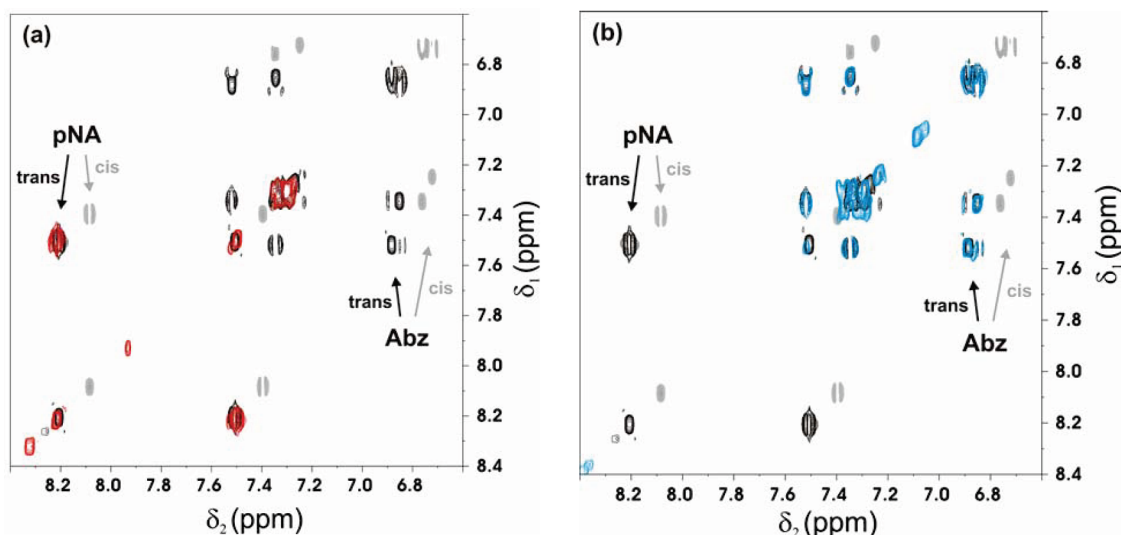 (a)
pNA
trans
cis
trans
cis
Abz
6.8
7.0
7.2
7.4
7.6
7.8
8.0
8.2
8.4
δ1 (ppm)
8.2 8.0 7.8 7.6 7.4 7.2 7.0 6.8
δ2 (ppm)
(b)
pNA
trans
cis
trans
cis
Abz
6.8
7.0
7.2
7.4
7.6
7.8
8.0
8.2
8.4
δ1 (ppm)
8.2 8.0 7.8 7.6 7.4 7.2 7.0 6.8
δ2 (ppm)